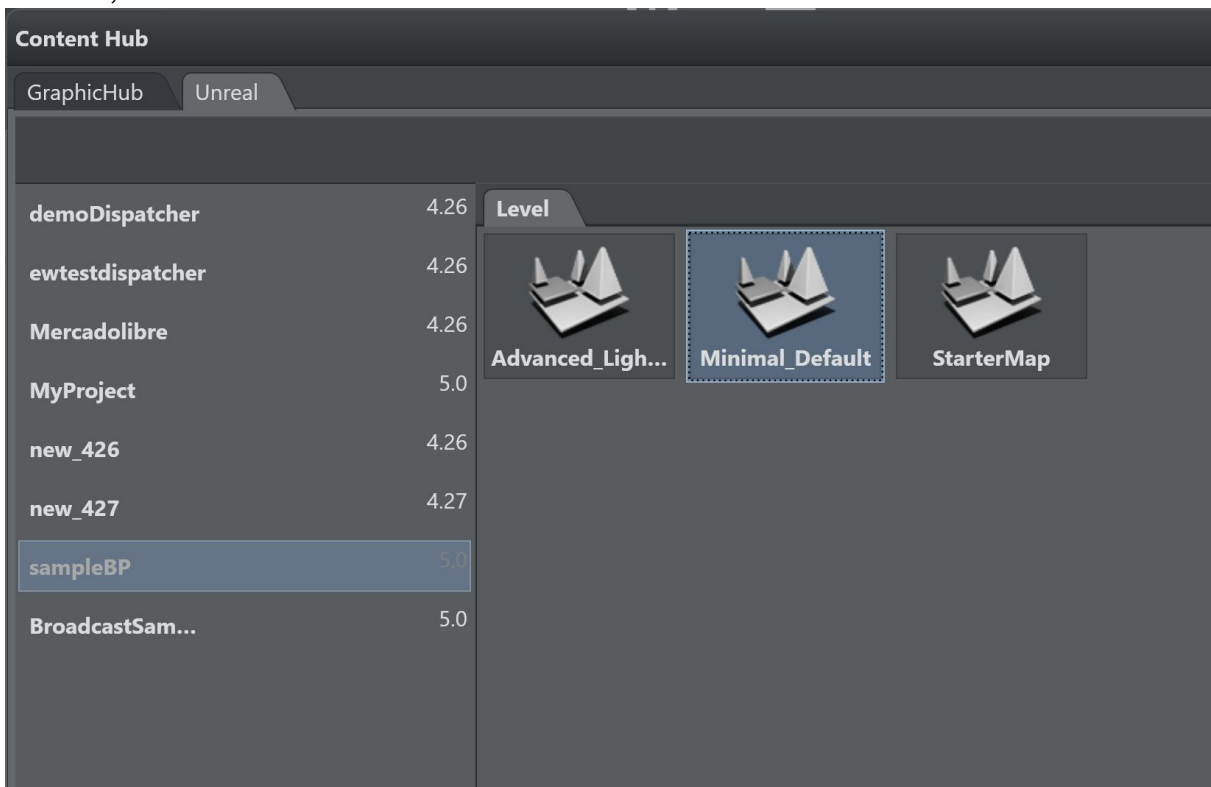 Content Hub
GraphicHub Unreal
demoDispatcher 4.26
ewtestdispatcher 4.26
Mercadolibre 4.26
MyProject 5.0
new_426 4.26
new_427 4.27
sampleBP 5.0
BroadcastSam... 5.0
Level
Advanced_Ligh... Minimal_Default StarterMap